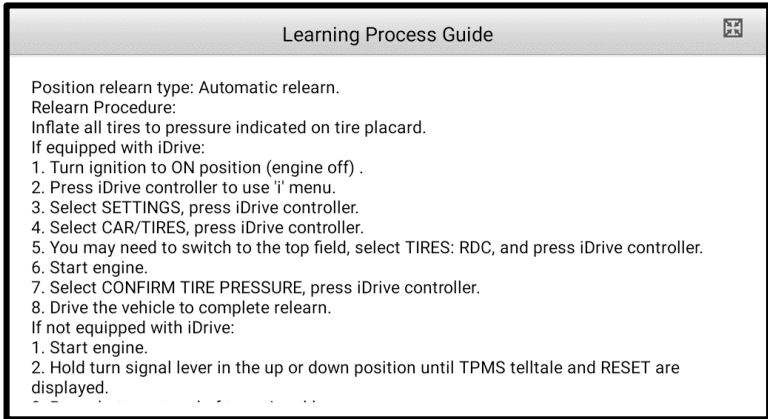 Learning Process Guide
Position relearn type: Automatic relearn.
Relearn Procedure:
Inflate all tires to pressure indicated on tire placard.
If equipped with iDrive:
1. Turn ignition to ON position (engine off) .
2. Press iDrive controller to use 'i' menu.
3. Select SETTINGS, press iDrive controller.
4. Select CAR/TIRES, press iDrive controller.
5. You may need to switch to the top field, select TIRES: RDC, and press iDrive controller.
6. Start engine.
7. Select CONFIRM TIRE PRESSURE, press iDrive controller.
8. Drive the vehicle to complete relearn.
If not equipped with iDrive:
1. Start engine.
2. Hold turn signal lever in the up or down position until TPMS telltale and RESET are
displayed.